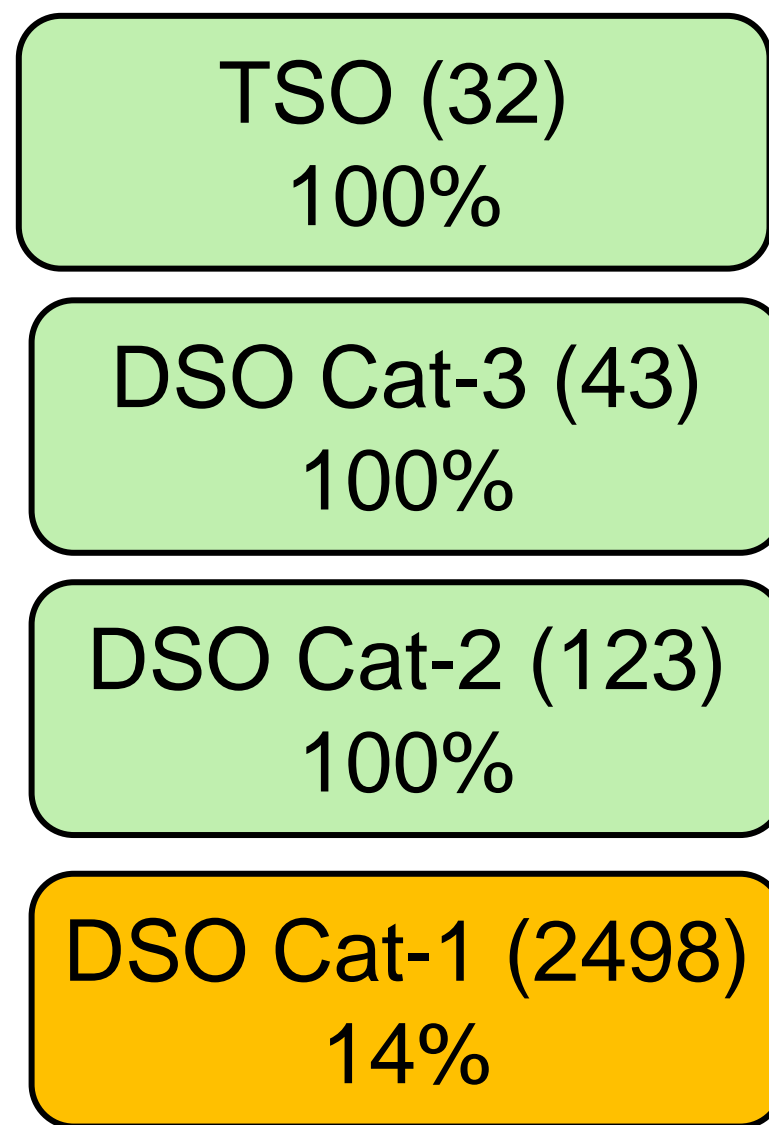 TSO (32)
100%
DSO Cat-3 (43)
100%
DSO Cat-2 (123)
100%
DSO Cat-1 (2498)
14%